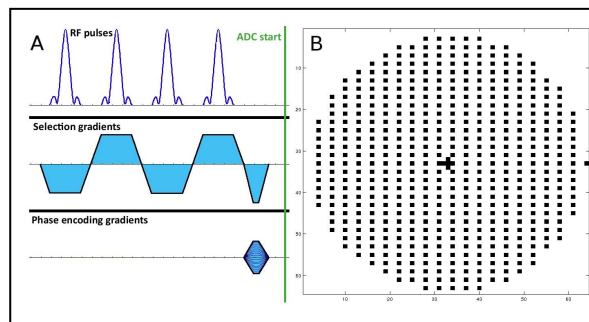 A
RF pulses
ADC start
Selection gradients
Phase encoding gradients
B
10
20
30
40
50
10
20
30
40
50
60